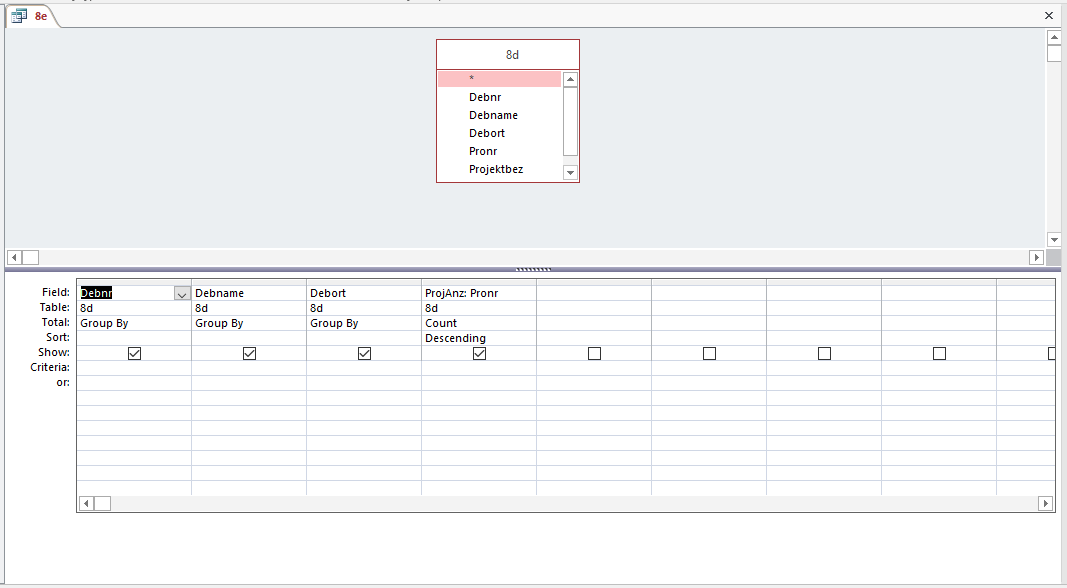 8e
8d
*
Debnr
Debname
Debort
Pronr
Projektbez
Field: Debnr Debname Debort ProjAnz: Pronr
Table: 8d 8d 8d 8d
Total: Group By Group By Group By Count
Sort: Descending
Show:
Criteria:
or: